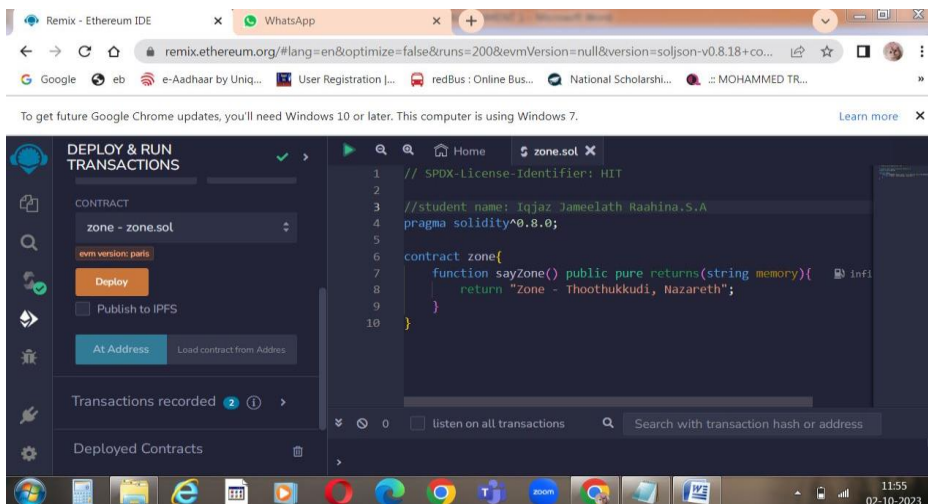 Remix - Ethereum IDE
WhatsApp
remix.ethereum.org/#lang=en&optimize=false&runs=200&evmVersion=null&version=soljson-v0.8.18+co...
Google
eb
e-Aadhaar by Uniq...
User Registration |...
redBus : Online Bus...
National Scholarshi...
.:: MOHAMMED TR...
»
To get future Google Chrome updates, you'll need Windows 10 or later. This computer is using Windows 7.
Learn more
DEPLOY & RUN
TRANSACTIONS
CONTRACT
zone - zone.sol
evm version: paris
Deploy
Publish to IPFS
At Address
Load contract from Addres
Transactions recorded 2
Deployed Contracts
Home
zone.sol
1 // SPDX-License-Identifier: HIT
2
3 //student name: Iqjaz Jameelath Raahina.S.A
4 pragma solidity^0.8.0;
5
6 contract zone{
7 function sayZone() public pure returns(string memory){ infi
8 return "Zone - Thoothukkudi, Nazareth";
9 }
10 }
0
listen on all transactions
Search with transaction hash or address
>
zoom
11:55
02-10-2023